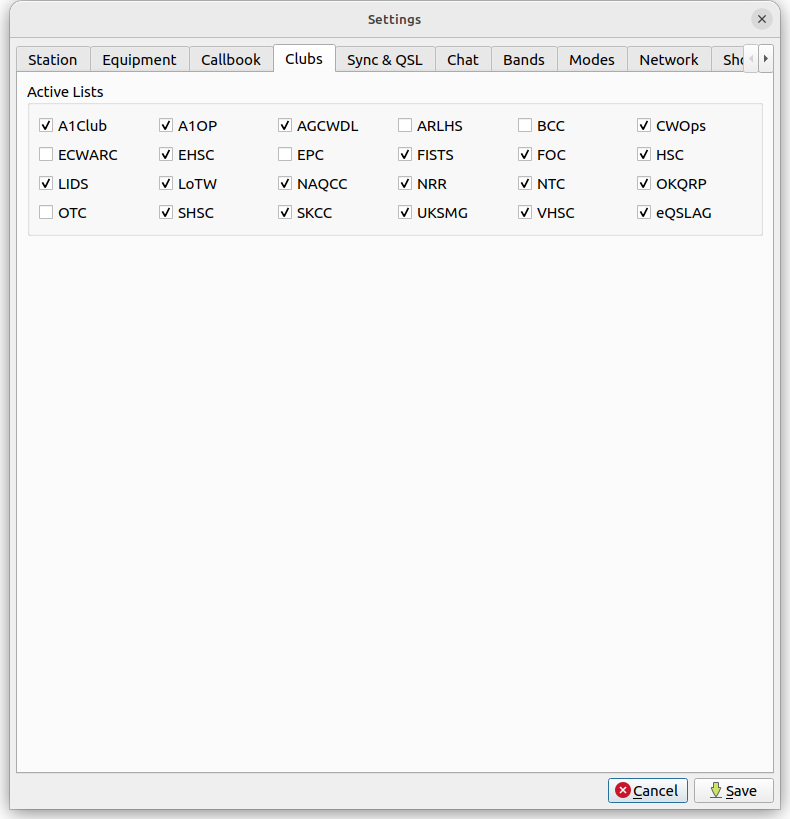 Settings
Station Equipment Callbook Clubs Sync & QSL Chat Bands Modes Network
Active Lists
A1Club A1OP AGCWDL ARLHS BCC CWOps
ECWARC EHSC EPC FISTS FOC HSC
LIDS LoTW NAQCC NRR NTC OKQRP
OTC SHSC SKCC UKSMG VHSC eQSLAG
Cancel Save